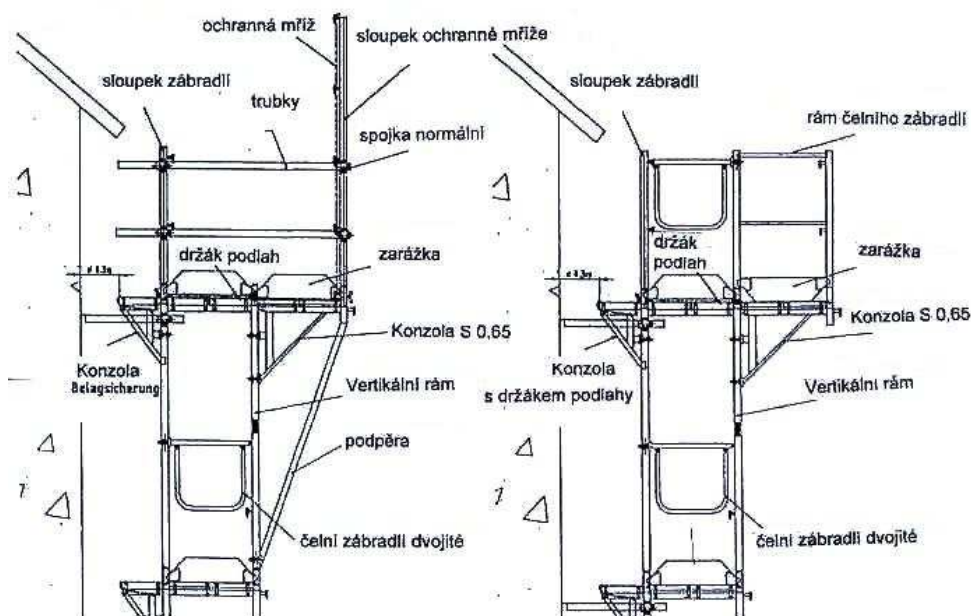 ochranná mříž
sloupek ochranné mříže
sloupek zábradlí
trubky
spojka normální
držák podlah
zarážka
Konzola S 0,65
Konzola
Belagsicherung
Vertikální rám
podpěra
čelní zábradlí dvojité
sloupek zábradlí
rám čelního zábradlí
držák
podlah
zarážka
Konzola S 0,65
Konzola
s držákem podlahy
Vertikální rám
čelní zábradlí dvojité